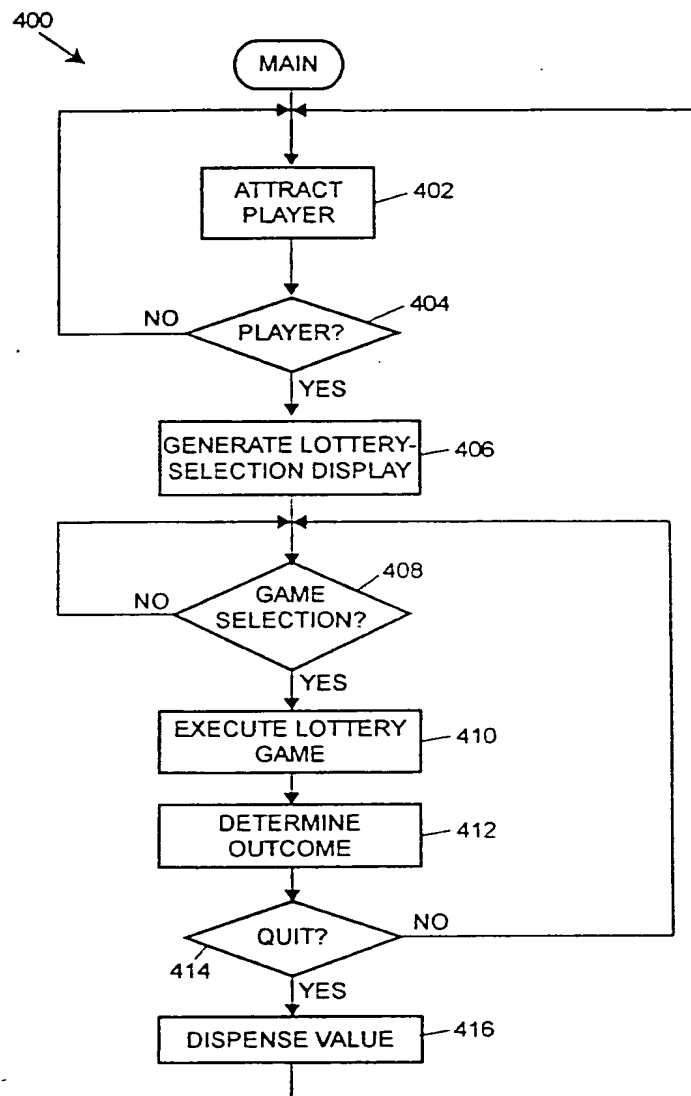 400
MAIN
ATTRACT
PLAYER
402
404
NO
PLAYER?
YES
GENERATE LOTTERY-
SELECTION DISPLAY
406
408
NO
GAME
SELECTION?
YES
EXECUTE LOTTERY
GAME
410
DETERMINE
OUTCOME
412
QUIT?
NO
414
YES
DISPENSE VALUE
416